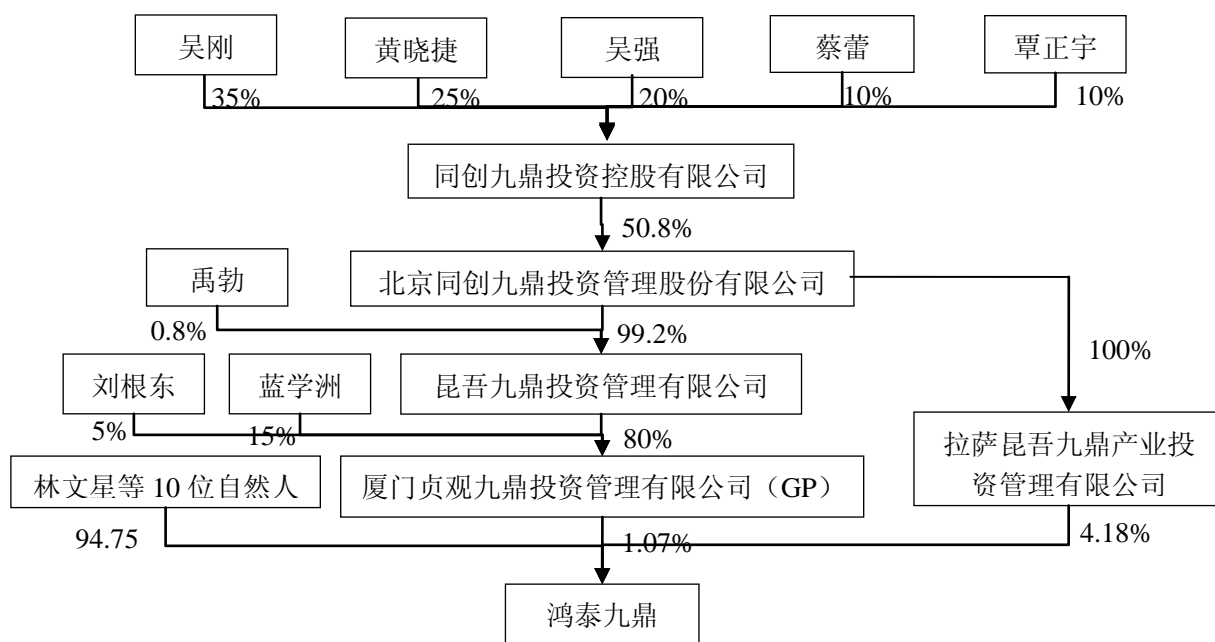 吴刚
黄晓捷
吴强
蔡蕾
覃正宇
35%
25%
20%
10%
10%
同创九鼎投资控股有限公司
50.8%
禹勃
北京同创九鼎投资管理股份有限公司
0.8%
99.2%
100%
刘根东
蓝学洲
昆吾九鼎投资管理有限公司
5%
15%
80%
拉萨昆吾九鼎产业投
资管理有限公司
林文星等 10 位自然人
厦门贞观九鼎投资管理有限公司（GP）
94.75
1.07%
4.18%
鸿泰九鼎